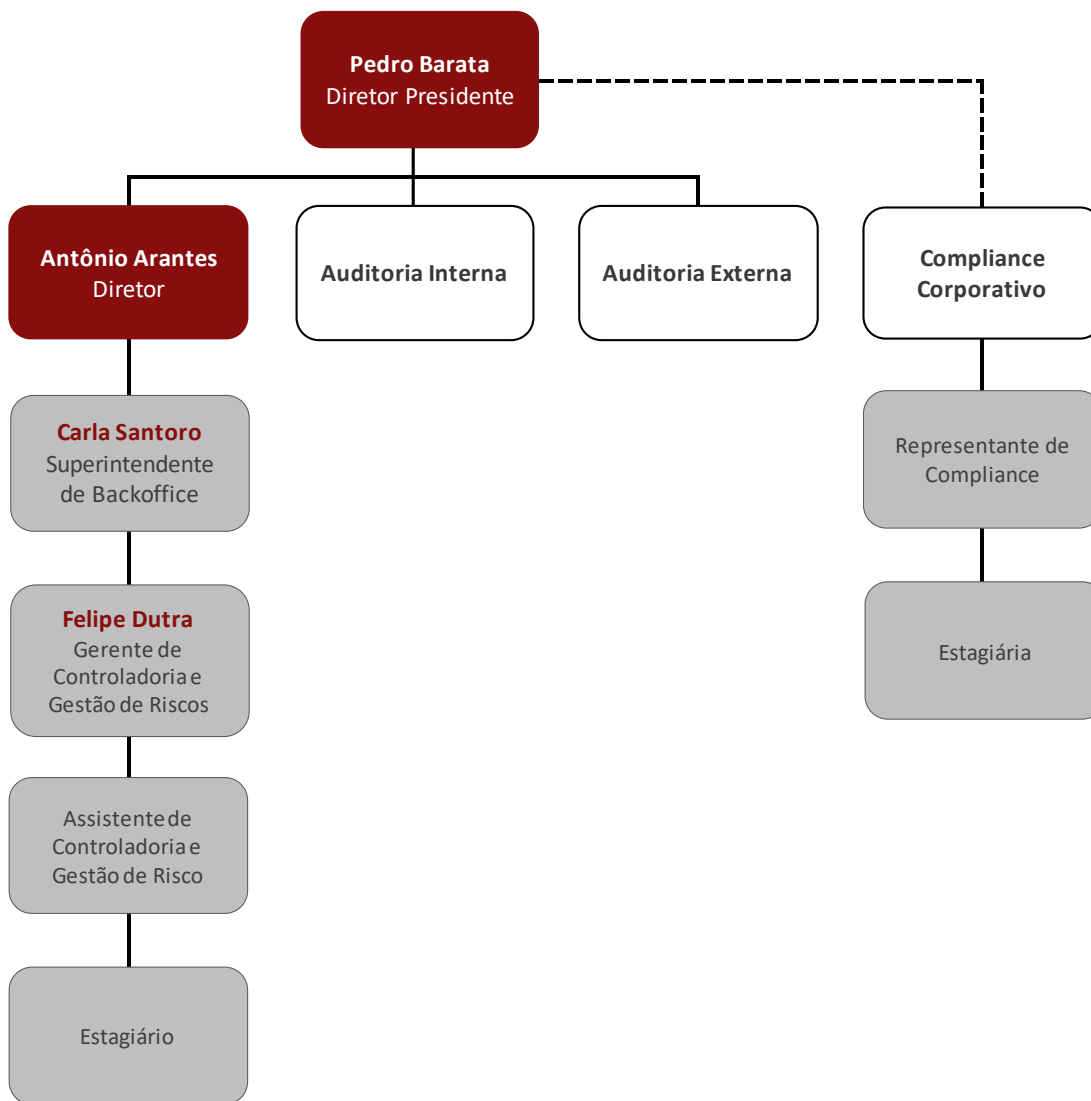 Pedro Barata
Diretor Presidente
Antônio Arantes
Diretor
Auditoria Interna
Auditoria Externa
Compliance
Corporativo
Carla Santoro
Superintendente
de Backoffice
Representante de
Compliance
Felipe Dutra
Gerente de
Controladoria e
Gestão de Riscos
Estagiária
Assistente de
Controladoria e
Gestão de Risco
Estagiário